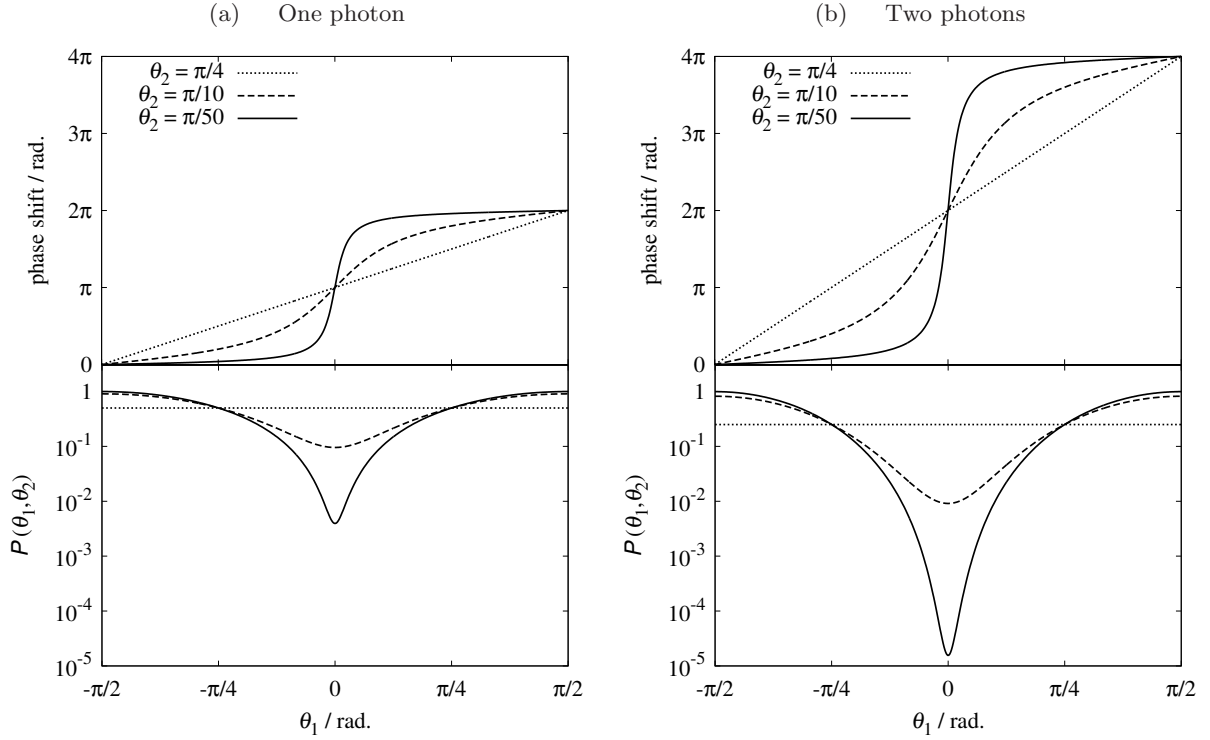 (a) One photon
4π
3π
2π
π
0
phase shift / rad.
θ₂ = π/4
θ₂ = π/10
θ₂ = π/50
1
10⁻¹
10⁻²
10⁻³
10⁻⁴
10⁻⁵
P(θ₁,θ₂)
-π/2 -π/4 0 π/4 π/2
θ₁ / rad.
(b) Two photons
4π
3π
2π
π
0
phase shift / rad.
θ₂ = π/4
θ₂ = π/10
θ₂ = π/50
1
10⁻¹
10⁻²
10⁻³
10⁻⁴
10⁻⁵
P(θ₁,θ₂)
-π/2 -π/4 0 π/4 π/2
θ₁ / rad.